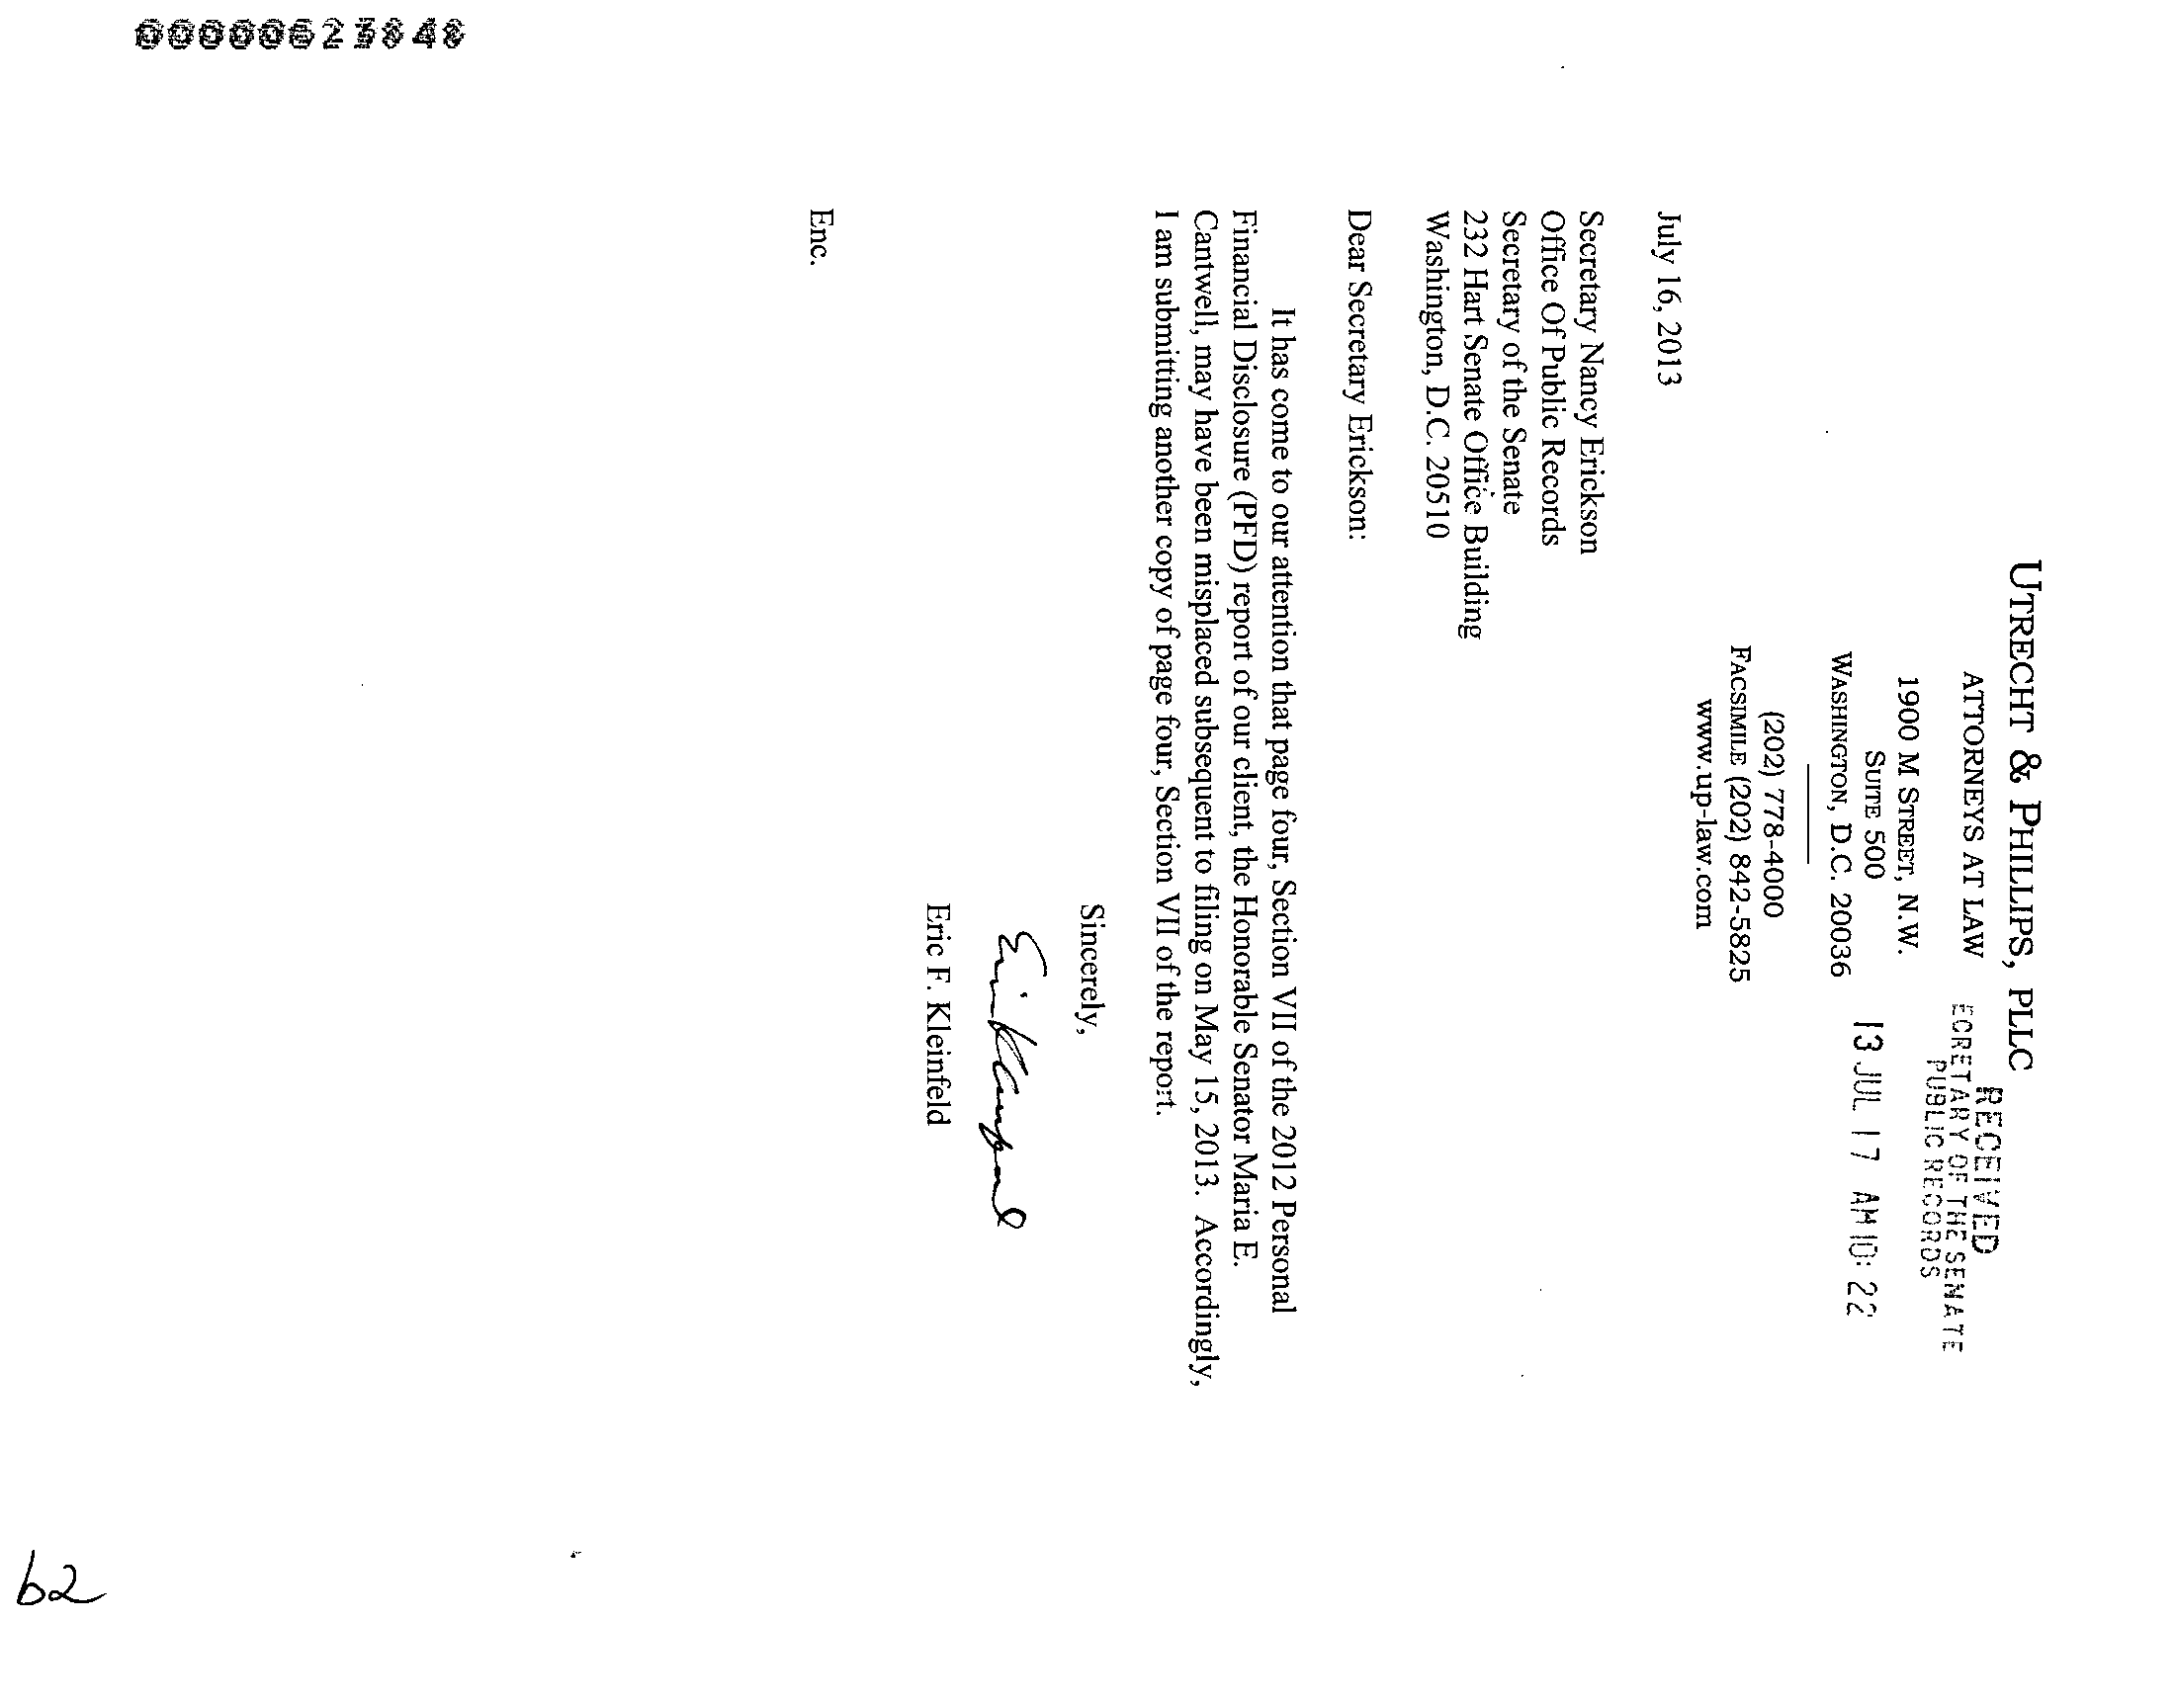 UTRECHT & PHILLIPS, PLLC
ATTORNEYS AT LAW
1900 M STREET, N.W.
SUITE 500
WASHINGTON, D.C. 20036
(202) 778-4000
FACSIMILE (202) 842-5825
www.up-law.com
RECEIVED
ECRETARY OF THE SENATE
PUBLIC RECORDS
13 JUL 17 AM 10: 22
July 16, 2013
Secretary Nancy Erickson
Office Of Public Records
Secretary of the Senate
232 Hart Senate Office Building
Washington, D.C. 20510
Dear Secretary Erickson:
It has come to our attention that page four, Section VII of the 2012 Personal
Financial Disclosure (PFD) report of our client, the Honorable Senator Maria E.
Cantwell, may have been misplaced subsequent to filing on May 15, 2013. Accordingly,
I am submitting another copy of page four, Section VII of the report.
Sincerely,
Eric F. Kleinfeld
Enc.
b2